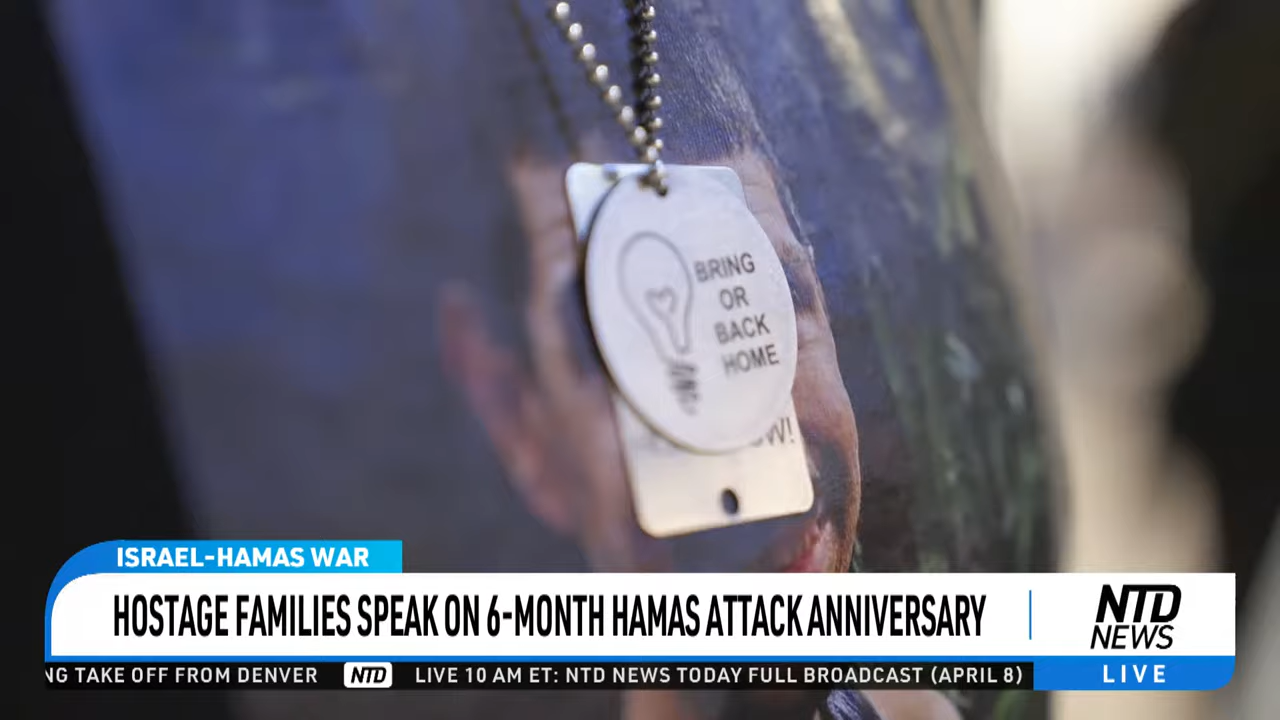 BRING
OR
BACK
HOME
OW!
ISRAEL-HAMAS WAR
HOSTAGE FAMILIES SPEAK ON 6-MONTH HAMAS ATTACK ANNIVERSARY
NTD
NEWS
NG TAKE OFF FROM DENVER NTD LIVE 10 AM ET: NTD NEWS TODAY FULL BROADCAST (APRIL 8)
LIVE